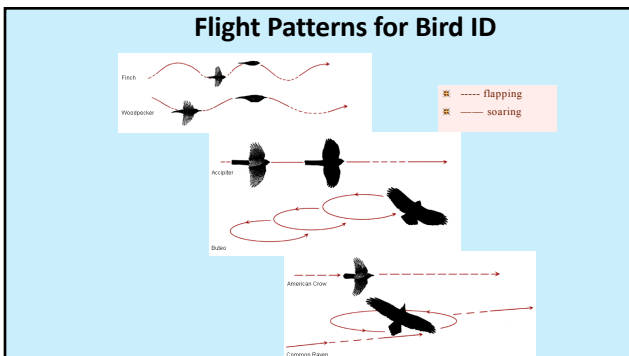 Flight Patterns for Bird ID
Finch
Woodpecker
----- flapping
—— soaring
Accipiter
Buteo
American Crow
Common Raven